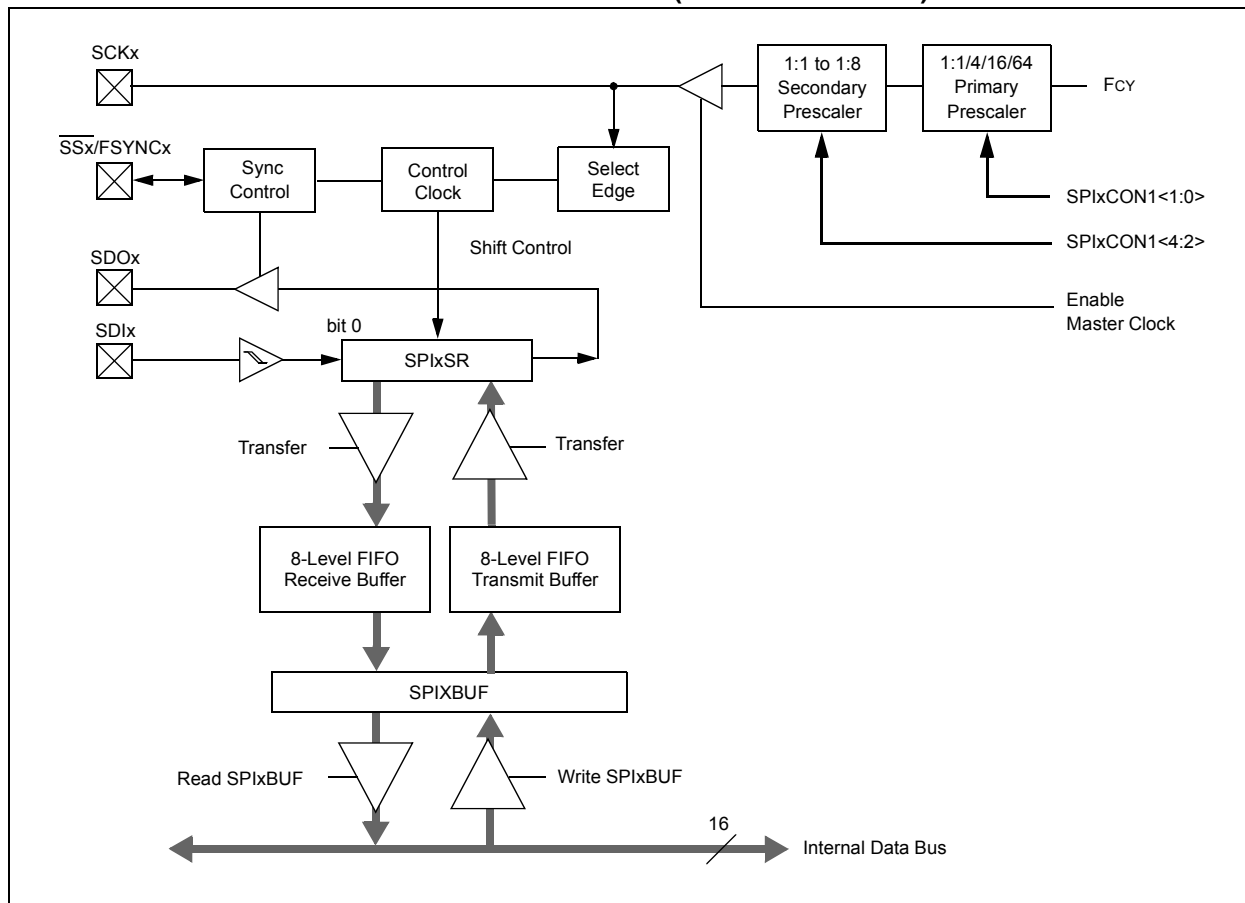 SCKx
1:1 to 1:8
Secondary
Prescaler
1:1/4/16/64
Primary
Prescaler
FCY
SSx/FSYNCx
Sync
Control
Control
Clock
Select
Edge
SPIxCON1<1:0>
SPIxCON1<4:2>
Shift Control
SDOx
Enable
Master Clock
SDIx
bit 0
SPIxSR
Transfer
Transfer
8-Level FIFO
Receive Buffer
8-Level FIFO
Transmit Buffer
SPIXBUF
Read SPIxBUF
Write SPIxBUF
16
Internal Data Bus